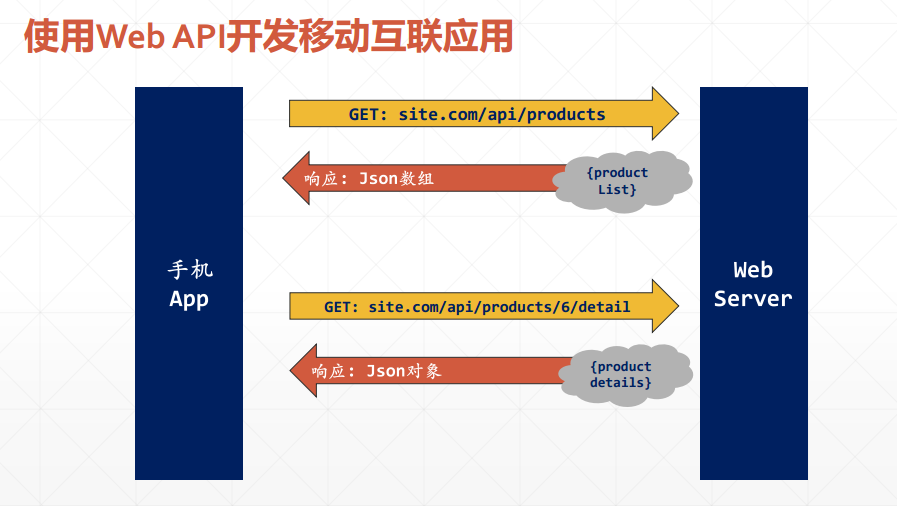 使用Web API开发移动互联应用
GET: site.com/api/products
响应: Json数组
{product
List}
手机
App
Web
Server
GET: site.com/api/products/6/detail
响应: Json对象
{product
details}